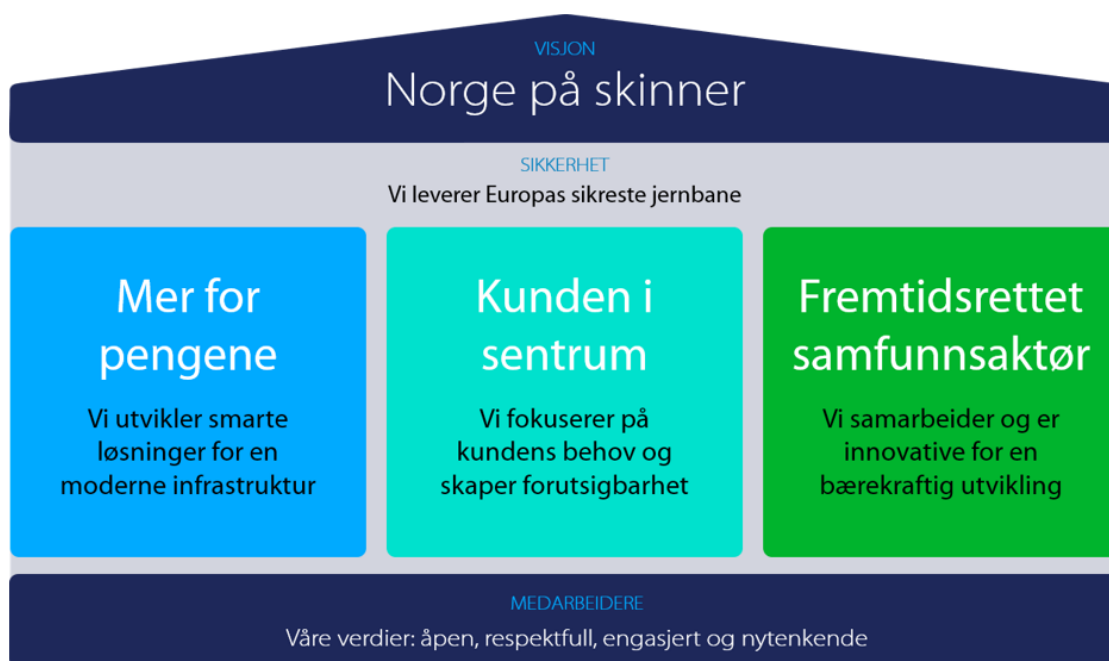 VISJON
Norge på skinner
SIKKERHET
Vi leverer Europas sikreste jernbane
Mer for
pengene
Vi utvikler smarte
løsninger for en
moderne infrastruktur
Kunden i
sentrum
Vi fokuserer på
kundens behov og
skaper forutsigbarhet
Fremtidsrettet
samfunnsaktør
Vi samarbeider og er
innovative for en
bærekraftig utvikling
MEDARBEIDERE
Våre verdier: åpen, respektfull, engasjert og nytenkende